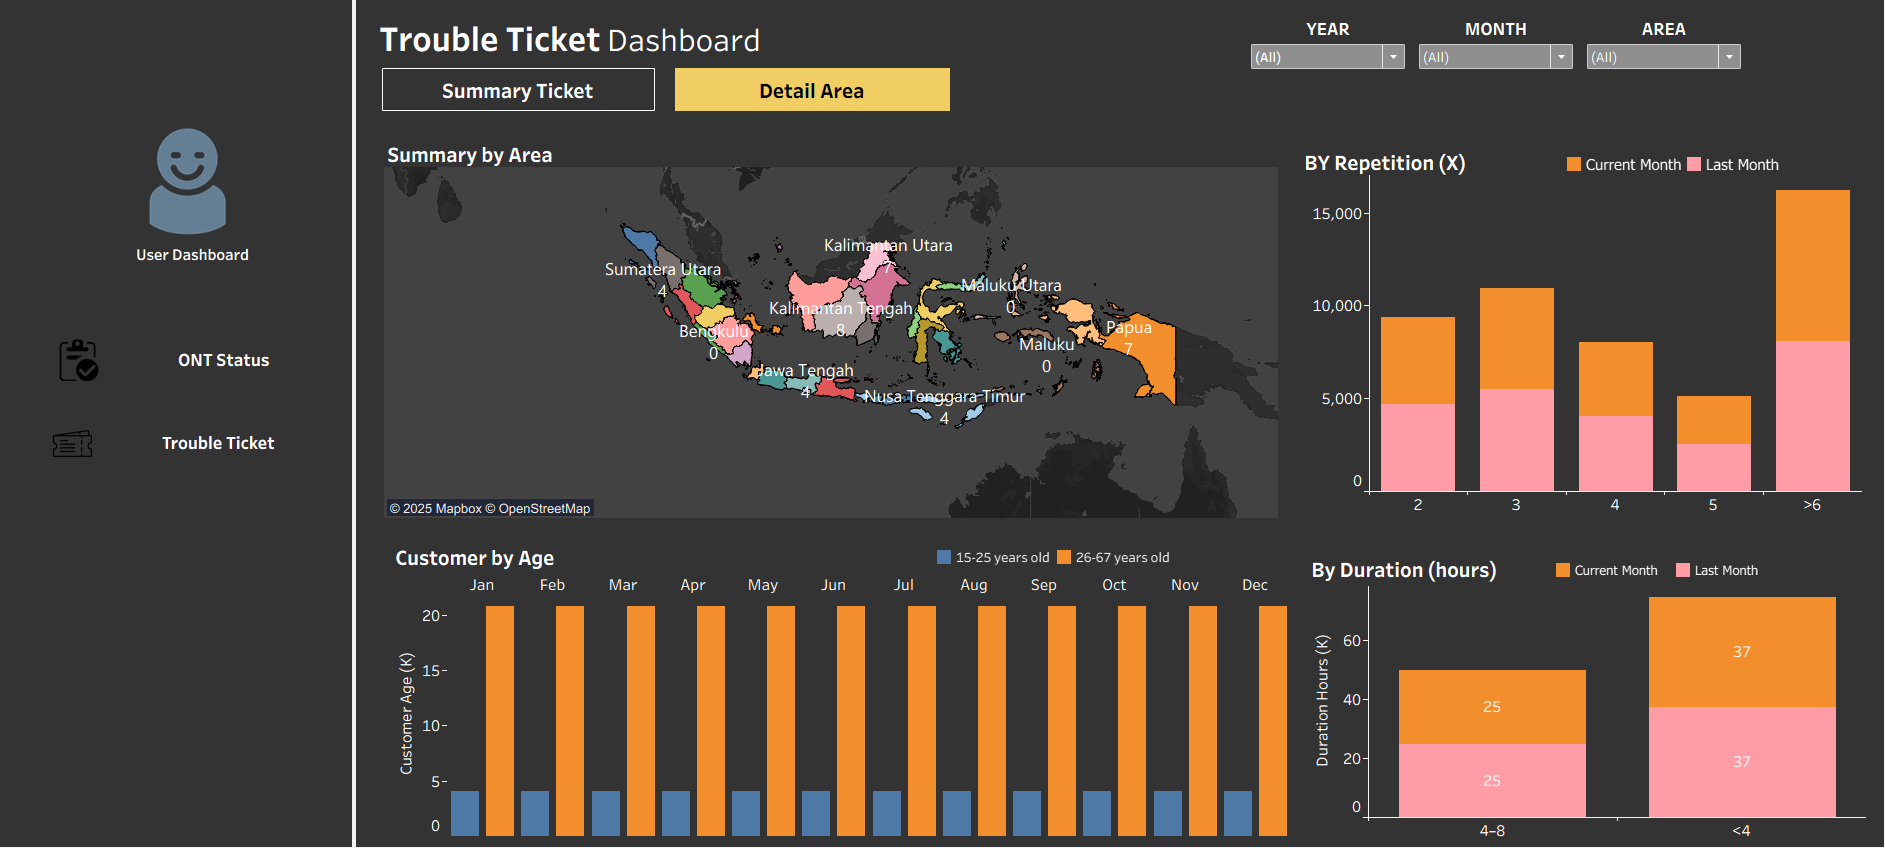 User Dashboard
ONT Status
Trouble Ticket
Trouble Ticket Dashboard
Summary Ticket
Detail Area
YEAR
MONTH
AREA
(All)
(All)
(All)
Summary by Area
Kalimantan Utara
7
Sumatera Utara
4
Maluku Utara
0
Kalimantan Tengah
8
Papua
7
Bengkulu
0
Maluku
0
Jawa Tengah
4
Nusa Tenggara Timur
4
© 2025 Mapbox © OpenStreetMap
BY Repetition (X)
Current Month
Last Month
15,000
10,000
5,000
0
2
3
4
5
>6
Customer by Age
15-25 years old
26-67 years old
Jan
Feb
Mar
Apr
May
Jun
Jul
Aug
Sep
Oct
Nov
Dec
Customer Age (K)
20
15
10
5
0
By Duration (hours)
Current Month
Last Month
Duration Hours (K)
60
40
20
0
25
25
37
37
4–8
<4